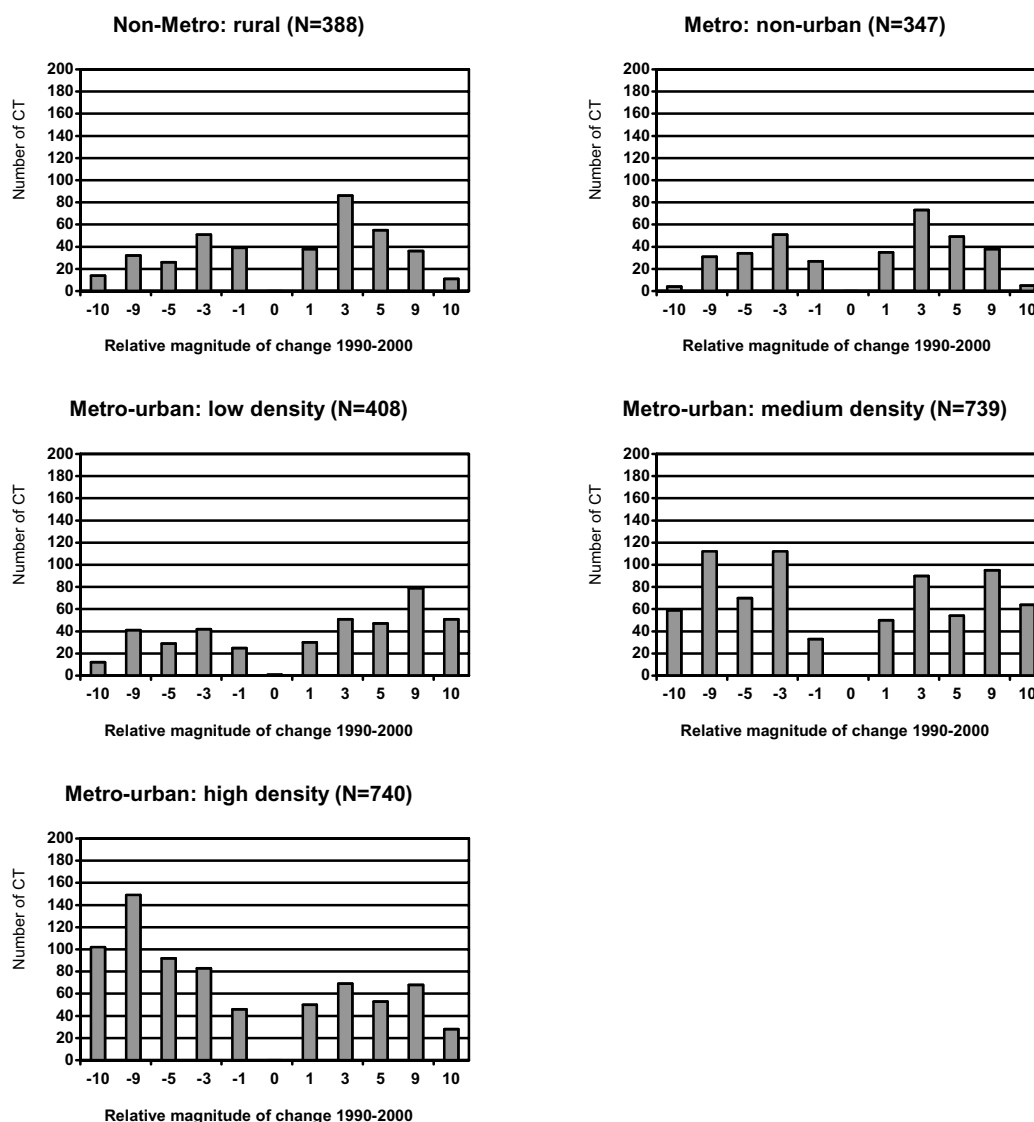 Non-Metro: rural (N=388)
Number of CT
200
180
160
140
120
100
80
60
40
20
0
-10 -9 -5 -3 -1 0 1 3 5 9 10
Relative magnitude of change 1990-2000
Metro: non-urban (N=347)
Number of CT
200
180
160
140
120
100
80
60
40
20
0
-10 -9 -5 -3 -1 0 1 3 5 9 10
Relative magnitude of change 1990-2000
Metro-urban: low density (N=408)
Number of CT
200
180
160
140
120
100
80
60
40
20
0
-10 -9 -5 -3 -1 0 1 3 5 9 10
Relative magnitude of change 1990-2000
Metro-urban: medium density (N=739)
Number of CT
200
180
160
140
120
100
80
60
40
20
0
-10 -9 -5 -3 -1 0 1 3 5 9 10
Relative magnitude of change 1990-2000
Metro-urban: high density (N=740)
Number of CT
200
180
160
140
120
100
80
60
40
20
0
-10 -9 -5 -3 -1 0 1 3 5 9 10
Relative magnitude of change 1990-2000